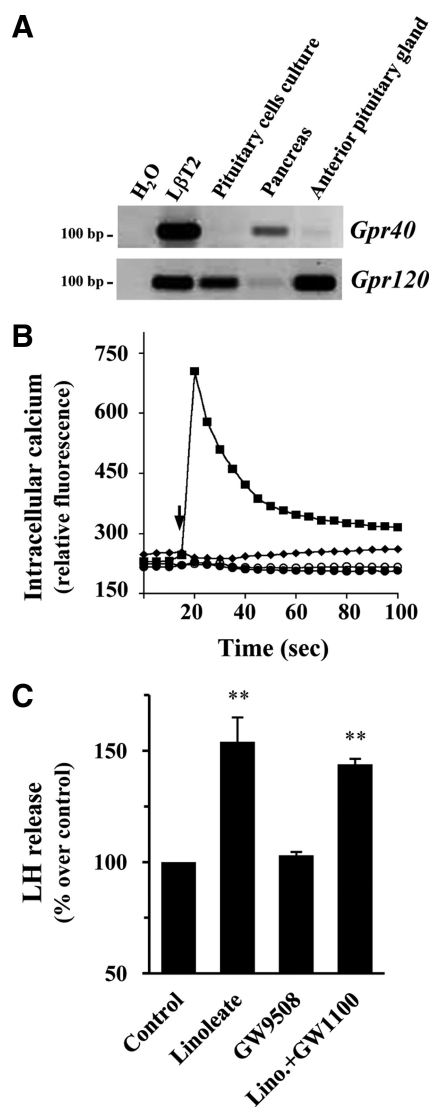 A
H2O
LβT2
Pituitary cells culture
Pancreas
Anterior pituitary gland
100 bp -
Gpr40
100 bp -
Gpr120
B
Intracellular calcium
(relative fluorescence)
750
600
450
300
150
20
40
60
80
100
Time (sec)
C
LH release
(% over control)
150
100
50
**
**
Control
Linoleate
GW9508
Lino.+GW1100